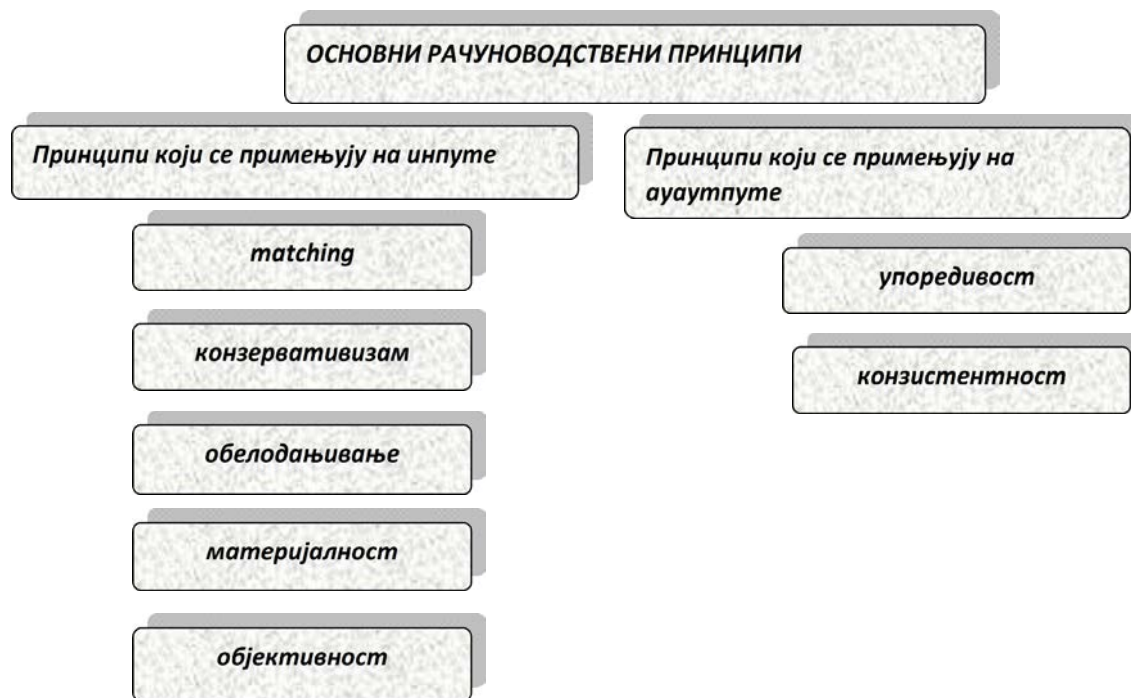 ОСНОВНИ РАЧУНОВОДСТВЕНИ ПРИНЦИПИ
Принципи који се примењују на инпуте
matching
конзервативизам
обелодањивање
материјалност
објективност
Принципи који се примењују на
ауаутпуте
упоредивост
конзистентност